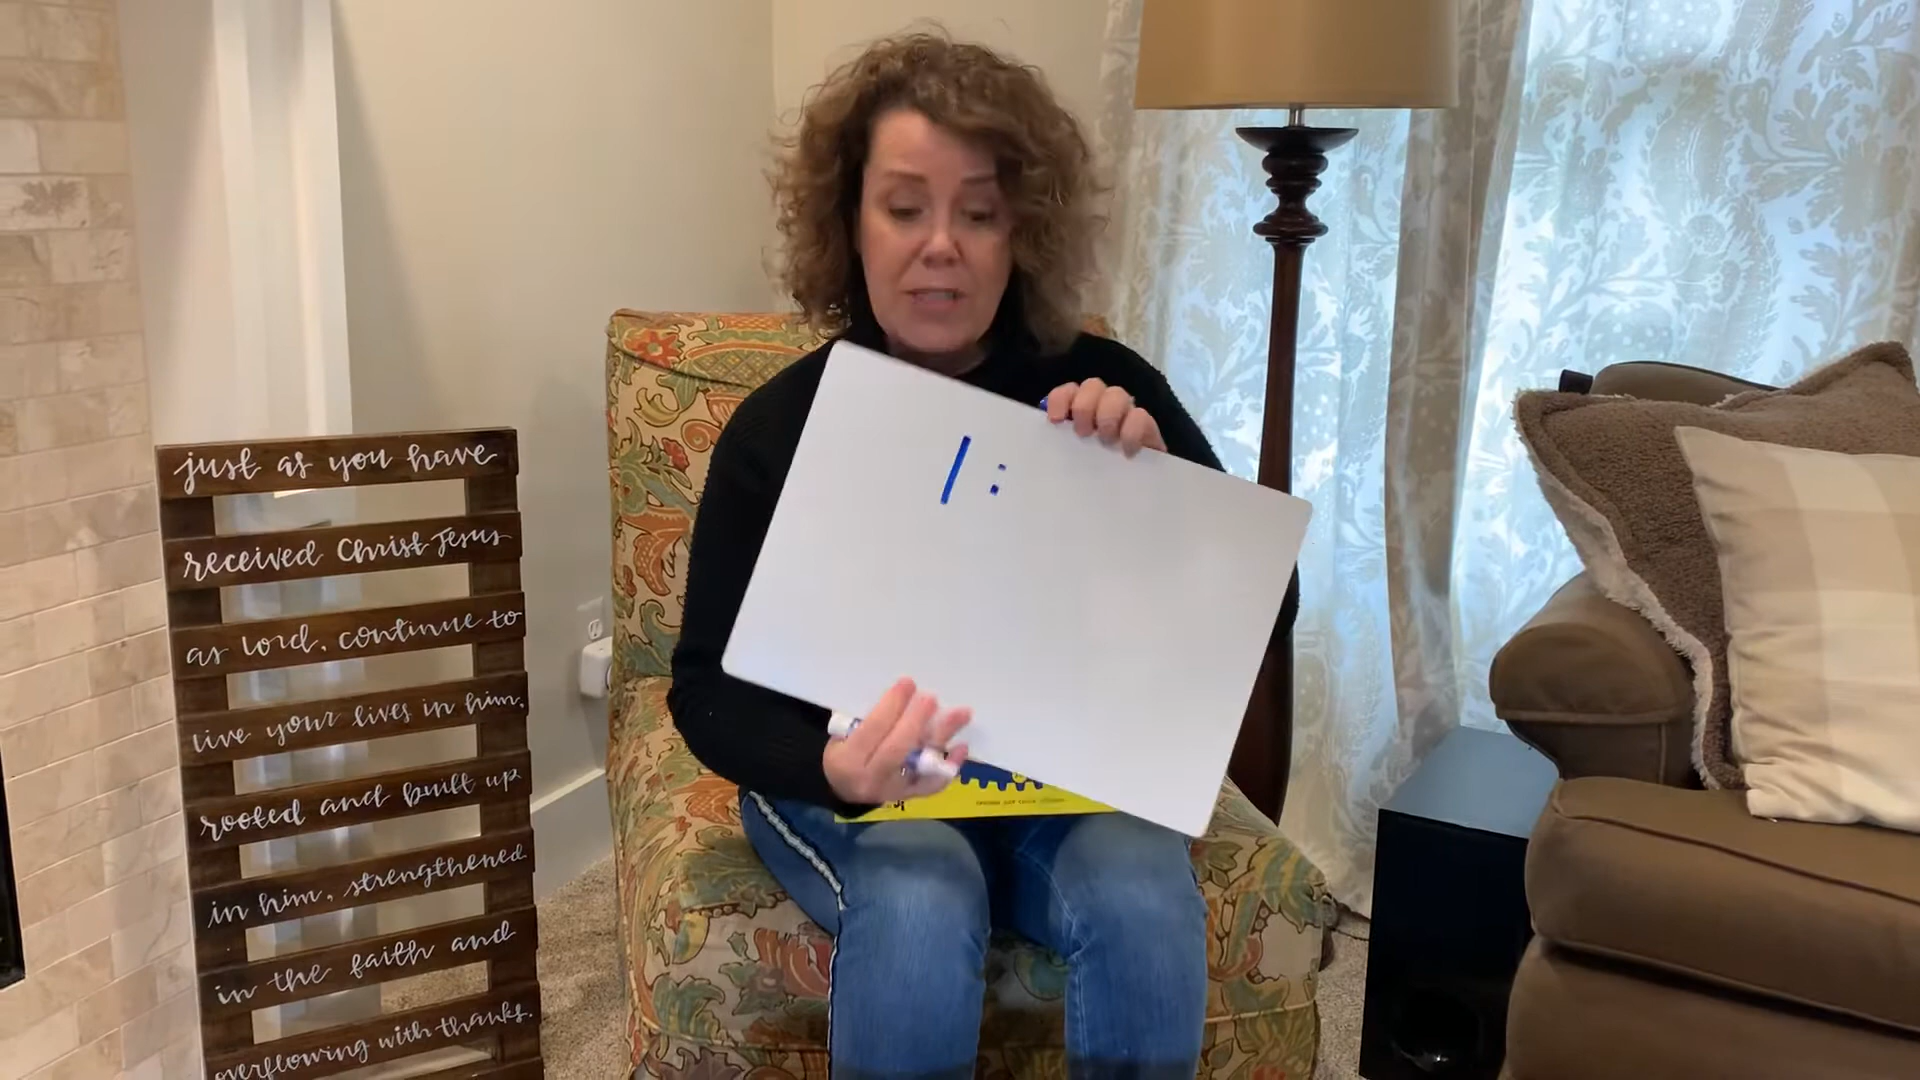 just as you have
received Christ Jesus
as lord, continue to
live your lives in him,
rooted and built up
in him, strengthened
in the faith and
overflowing with thanks.
1: